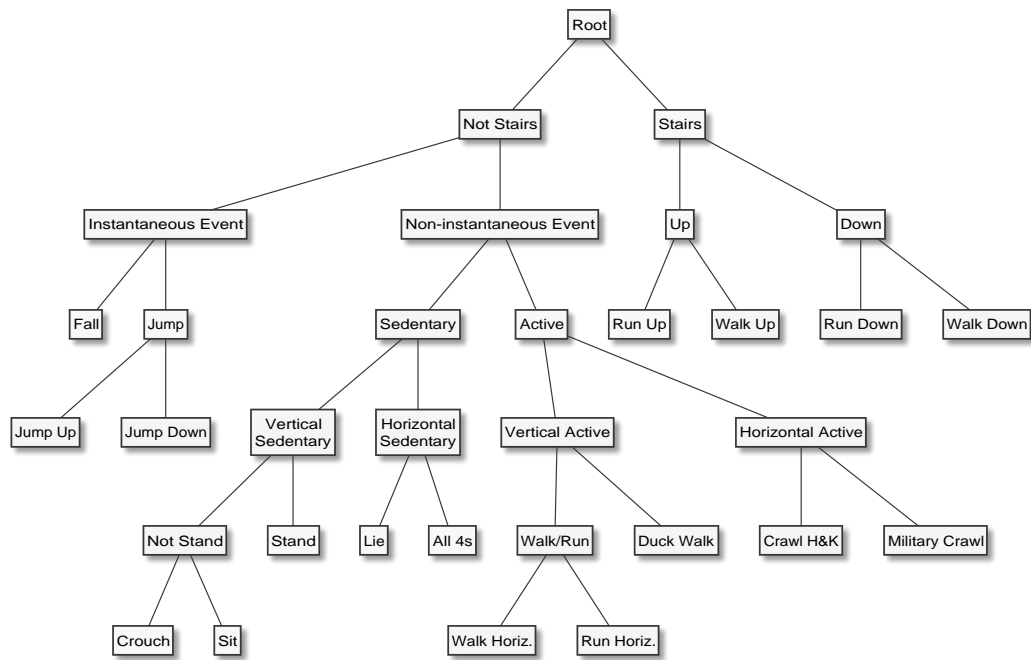 Root
Not Stairs
Stairs
Instantaneous Event
Non-instantaneous Event
Up
Down
Fall
Jump
Sedentary
Active
Run Up
Walk Up
Run Down
Walk Down
Jump Up
Jump Down
Vertical
Sedentary
Horizontal
Sedentary
Vertical Active
Horizontal Active
Not Stand
Stand
Lie
All 4s
Walk/Run
Duck Walk
Crawl H&K
Military Crawl
Crouch
Sit
Walk Horiz.
Run Horiz.